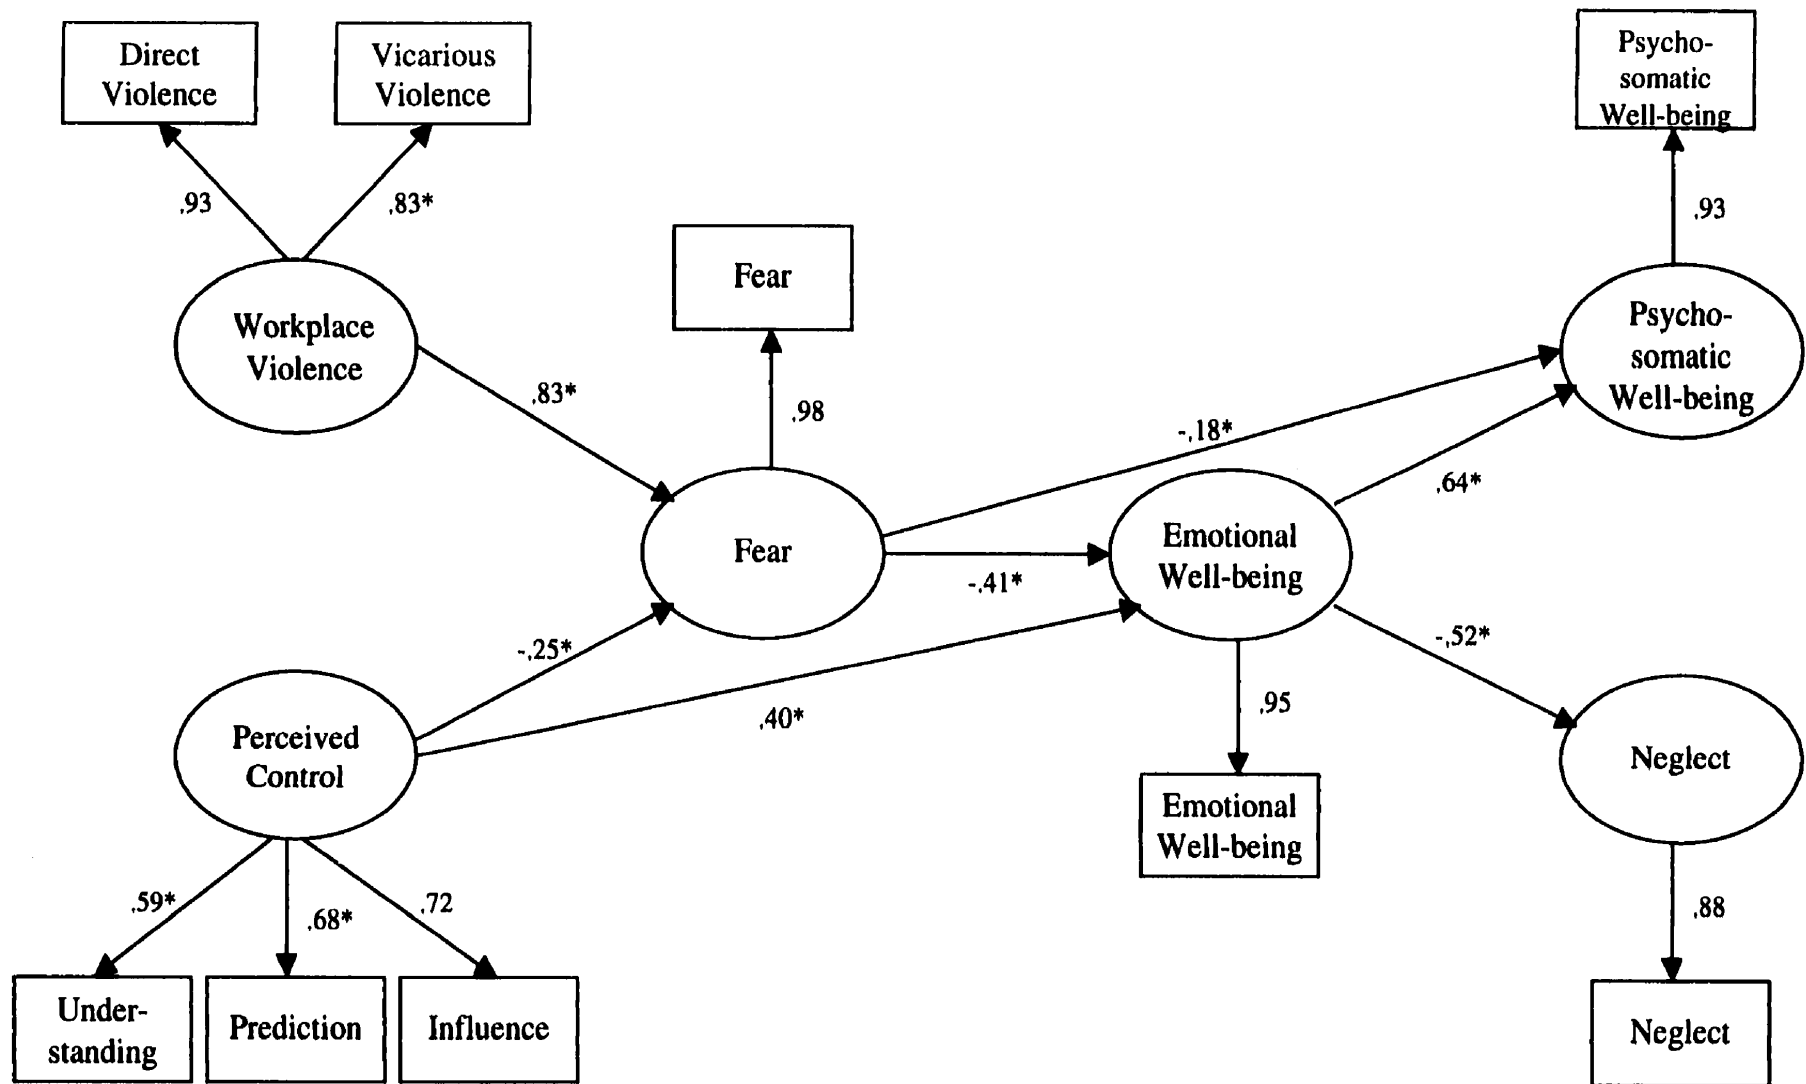 Direct
Violence
Vicarious
Violence
Psycho-
somatic
Well-being
.93
.83*
.93
Fear
Workplace
Violence
Psycho-
somatic
Well-being
.83*
.98
-.18*
.64*
Fear
Emotional
Well-being
-.41*
-.25*
-.52*
.40*
.95
Perceived
Control
Neglect
Emotional
Well-being
.59*
.68*
.72
.88
Under-
standing
Prediction
Influence
Neglect